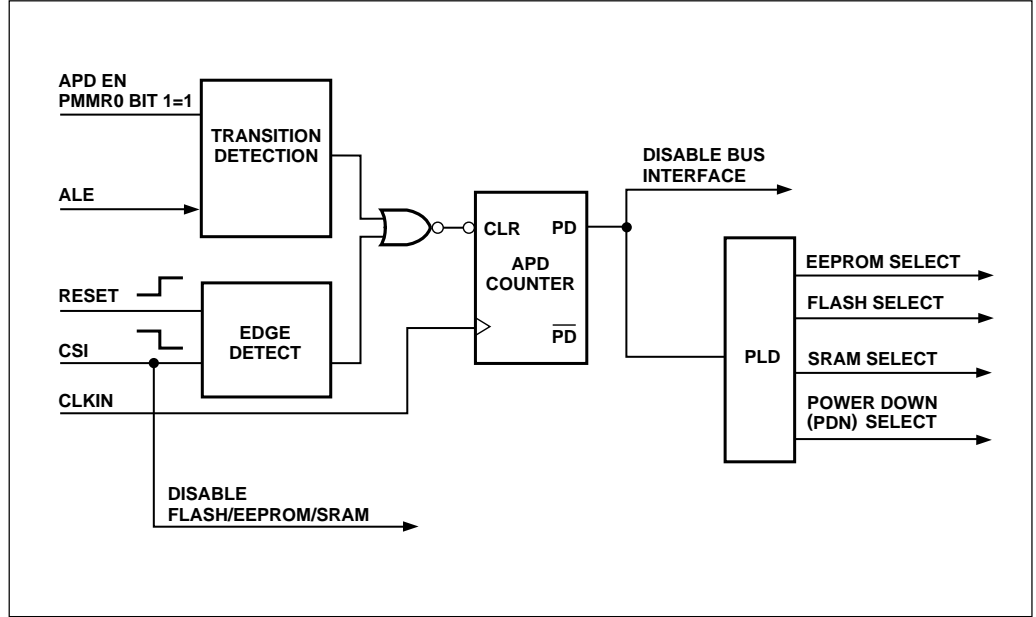 APD EN
PMMR0 BIT 1=1
TRANSITION
DETECTION
ALE
RESET
CSI
EDGE
DETECT
CLKIN
DISABLE
FLASH/EEPROM/SRAM
CLR PD
APD
COUNTER
PD
DISABLE BUS
INTERFACE
PLD
EEPROM SELECT
FLASH SELECT
SRAM SELECT
POWER DOWN
(PDN) SELECT